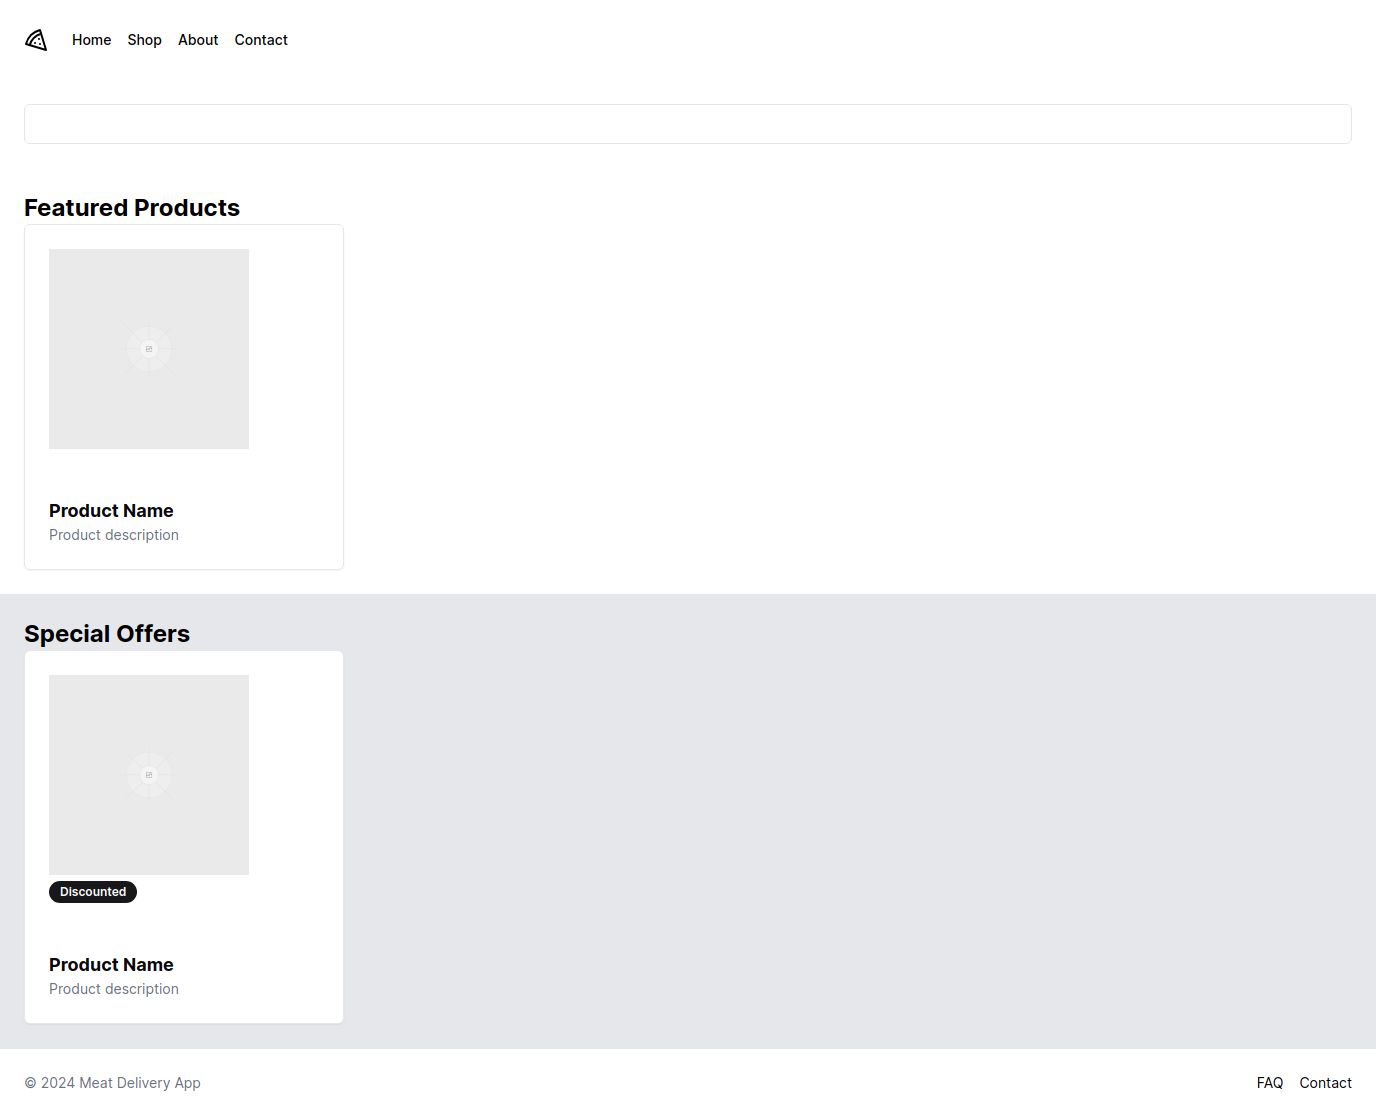 Home Shop About Contact
Featured Products
Product Name
Product description
Special Offers
Discounted
Product Name
Product description
© 2024 Meat Delivery App
FAQ Contact